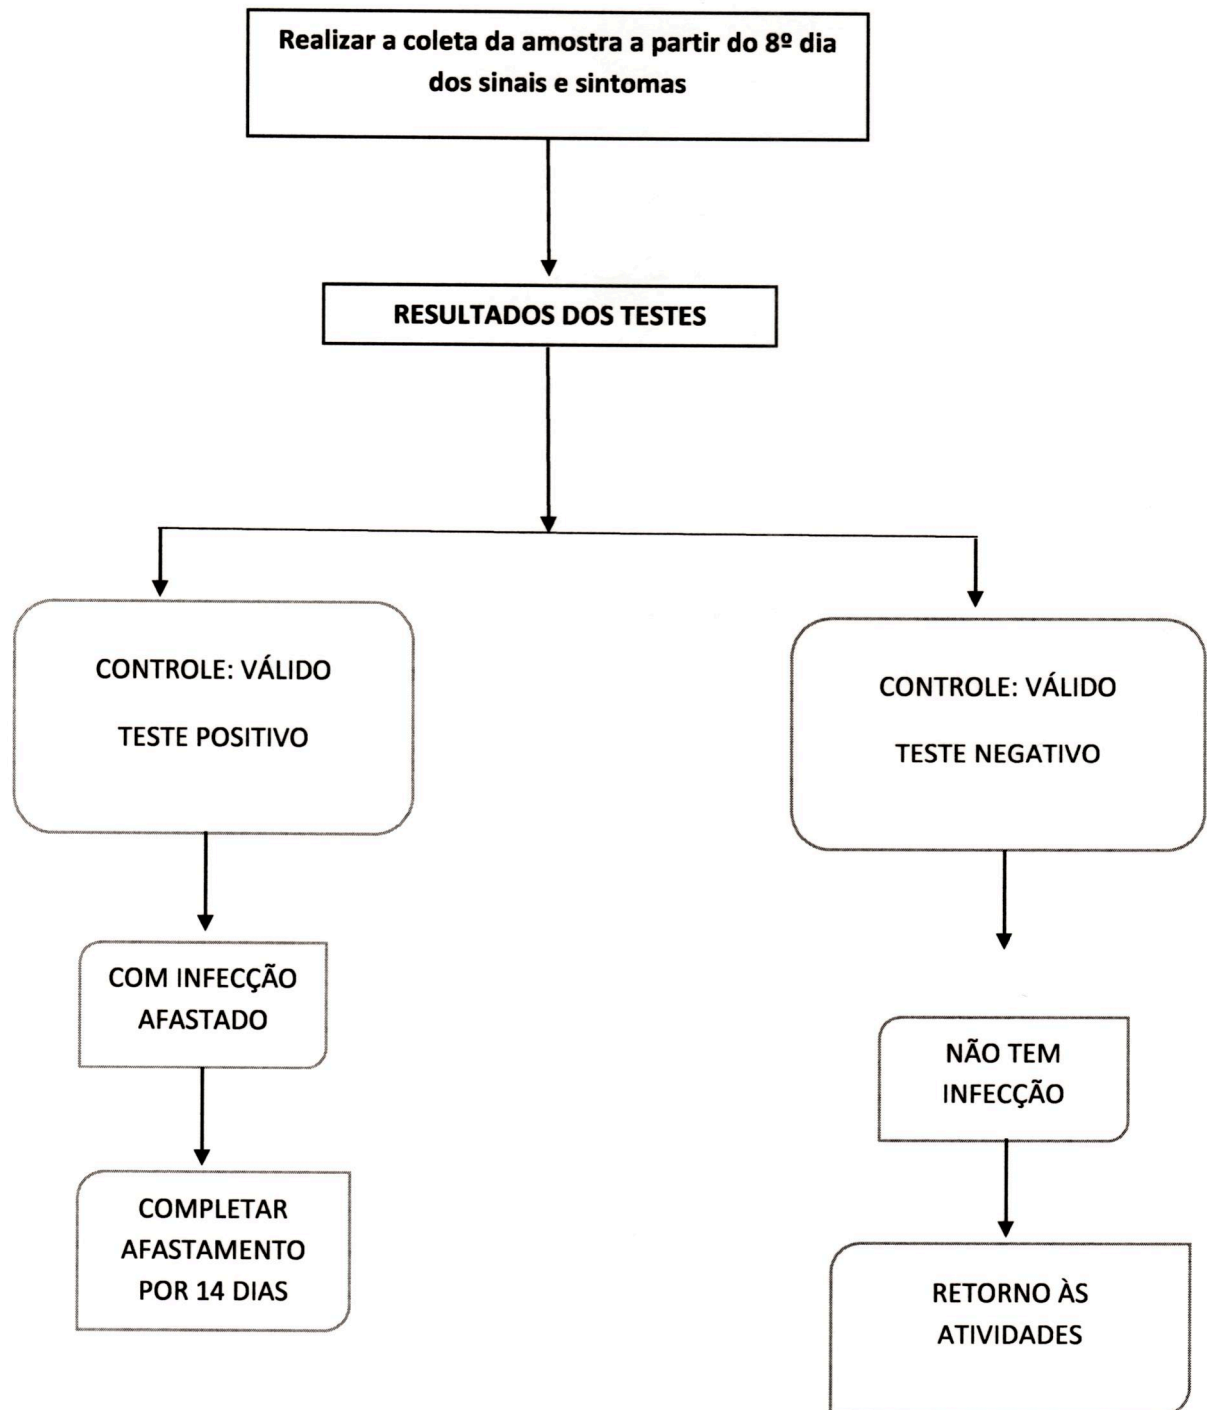 Realizar a coleta da amostra a partir do 8º dia
dos sinais e sintomas
RESULTADOS DOS TESTES
CONTROLE: VÁLIDO
TESTE POSITIVO
CONTROLE: VÁLIDO
TESTE NEGATIVO
COM INFECÇÃO
AFASTADO
NÃO TEM
INFECÇÃO
COMPLETAR
AFASTAMENTO
POR 14 DIAS
RETORNO ÀS
ATIVIDADES